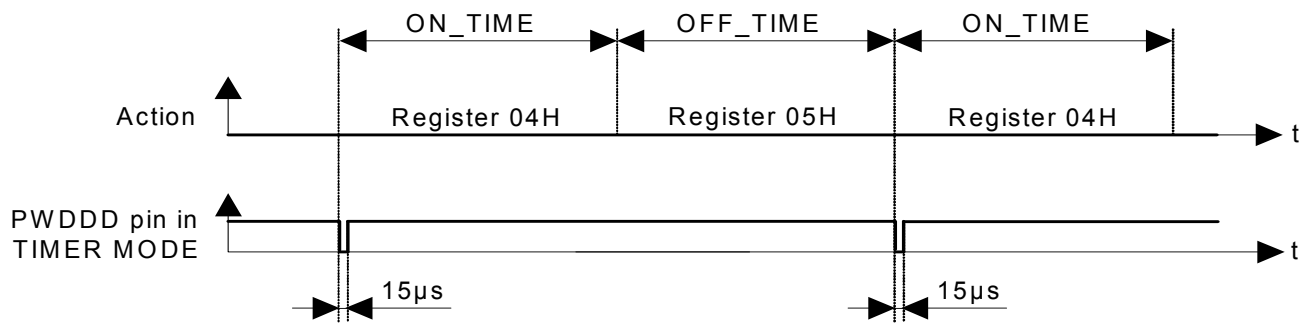 ON_TIME OFF_TIME ON_TIME
Action Register 04H Register 05H Register 04H t
PWDDD pin in
TIMER MODE t
15µs 15µs